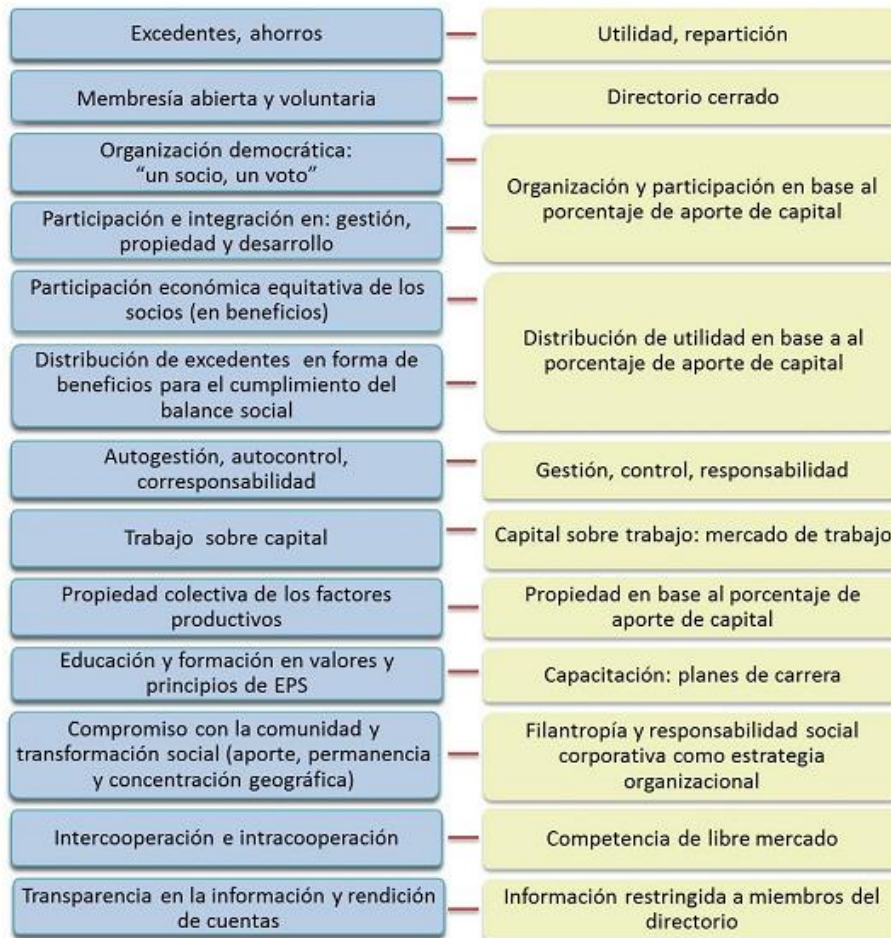 Excedentes, ahorros
Utilidad, repartición
Membresía abierta y voluntaria
Directorio cerrado
Organización democrática:
“un socio, un voto”
Participación e integración en: gestión,
propiedad y desarrollo
Organización y participación en base al
porcentaje de aporte de capital
Participación económica equitativa de los
socios (en beneficios)
Distribución de excedentes en forma de
beneficios para el cumplimiento del
balance social
Distribución de utilidad en base a al
porcentaje de aporte de capital
Autogestión, autocontrol,
corresponsabilidad
Gestión, control, responsabilidad
Trabajo sobre capital
Capital sobre trabajo: mercado de trabajo
Propiedad colectiva de los factores
productivos
Propiedad en base al porcentaje de
aporte de capital
Educación y formación en valores y
principios de EPS
Capacitación: planes de carrera
Compromiso con la comunidad y
transformación social (aporte, permanencia
y concentración geográfica)
Filantropía y responsabilidad social
corporativa como estrategia
organizacional
Intercooperación e intracooperación
Competencia de libre mercado
Transparencia en la información y rendición
de cuentas
Información restringida a miembros del
directorio